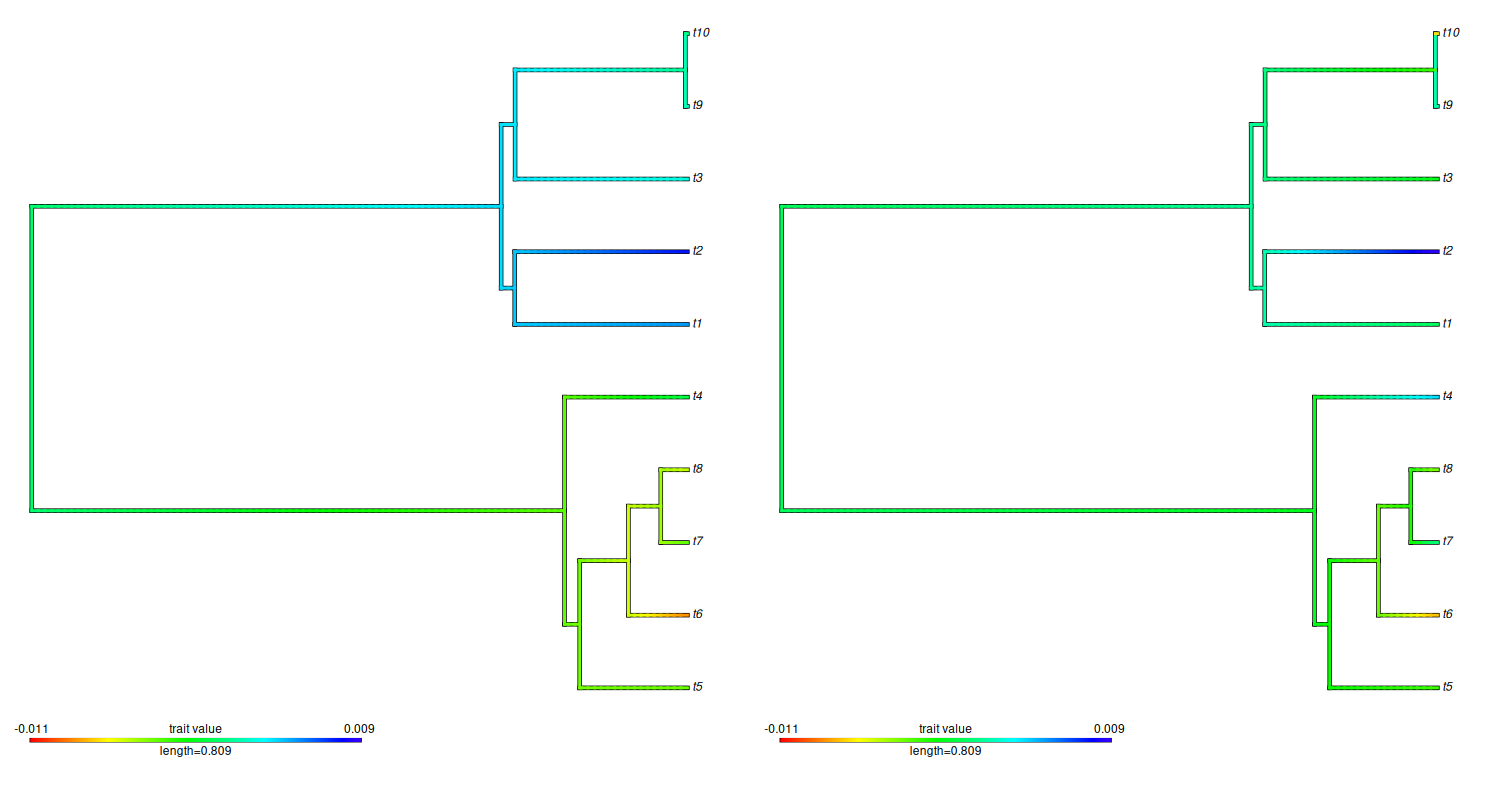 t10
t9
t3
t2
t1
t4
t8
t7
t6
t5
-0.011 trait value 0.009
length=0.809
t10
t9
t3
t2
t1
t4
t8
t7
t6
t5
-0.011 trait value 0.009
length=0.809